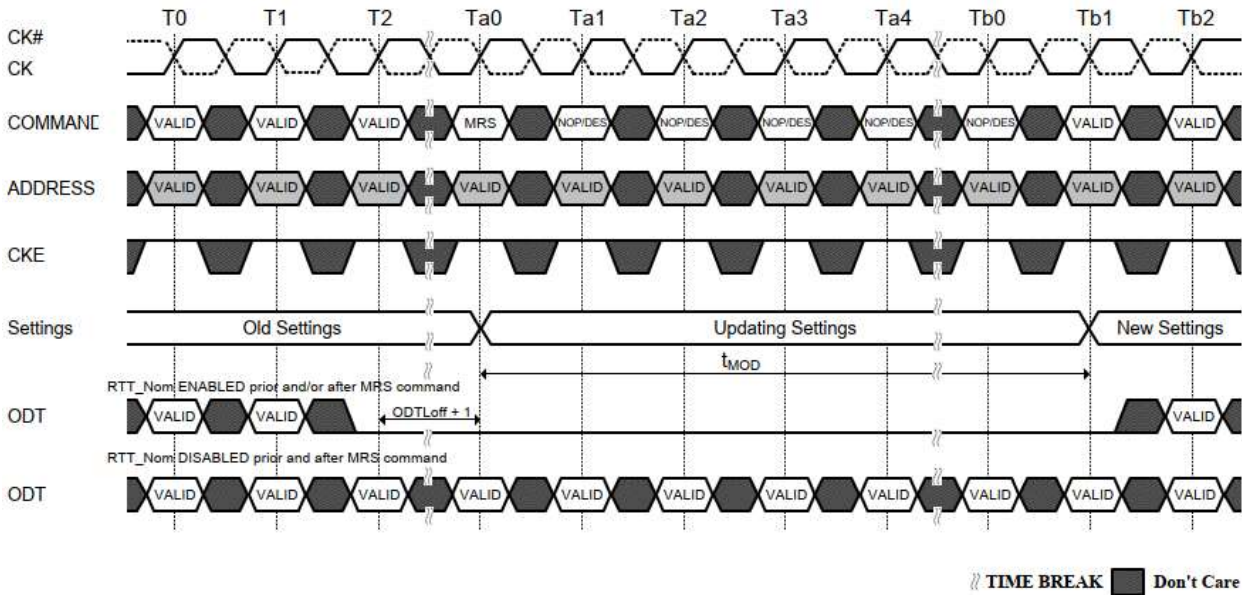 T0 T1 T2 Ta0 Ta1 Ta2 Ta3 Ta4 Tb0 Tb1 Tb2
CK#
CK
COMMAND VALID VALID VALID MRS NOP/DES NOP/DES NOP/DES NOP/DES NOP/DES VALID VALID
ADDRESS VALID VALID VALID VALID VALID VALID VALID VALID VALID VALID VALID
CKE
Settings Old Settings Updating Settings New Settings
tMOD
RTT_Nom ENABLED prior and/or after MRS command
ODT VALID VALID ODTLoff + 1 VALID
RTT_Nom DISABLED prior and after MRS command
ODT VALID VALID VALID VALID VALID VALID VALID VALID VALID VALID VALID
TIME BREAK Don't Care